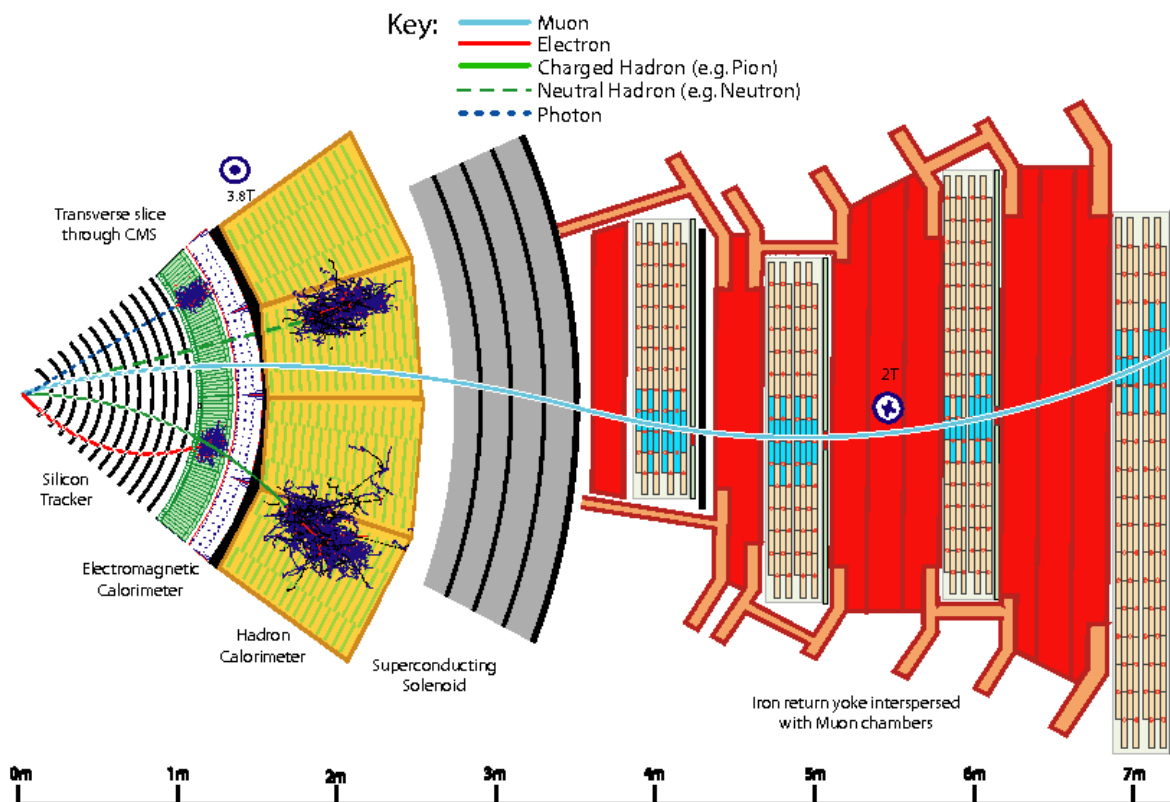 Key:
Muon
Electron
Charged Hadron (e.g. Pion)
Neutral Hadron (e.g. Neutron)
Photon
3.8T
Transverse slice
through CMS
2T
Silicon
Tracker
Electromagnetic
Calorimeter
Hadron
Calorimeter
Superconducting
Solenoid
Iron return yoke interspersed
with Muon chambers
0m 1m 2m 3m 4m 5m 6m 7m